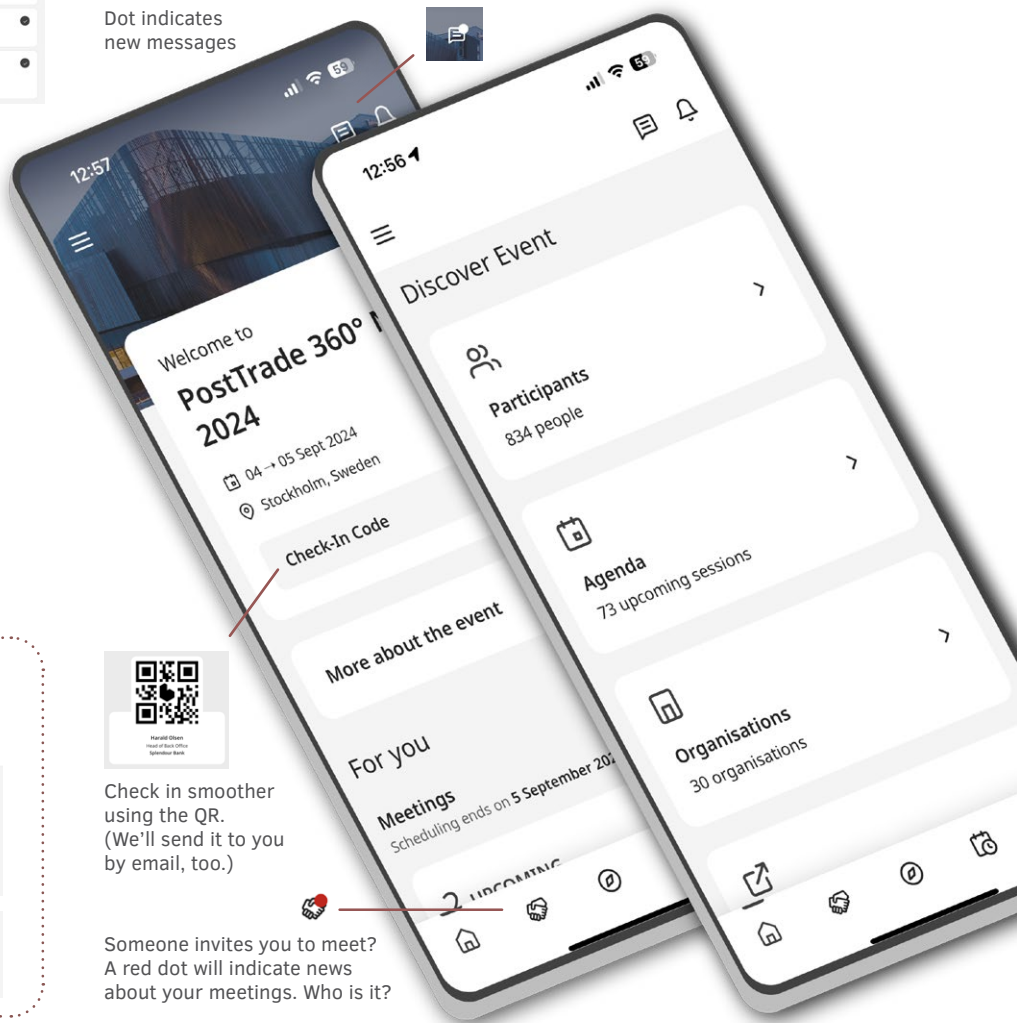 Dot indicates
new messages
12:57
59
Welcome to
PostTrade 360°
2024
04 → 05 Sept 2024
Stockholm, Sweden
Check-In Code
More about the event
For you
Meetings
Scheduling ends on 5 September
UPCOMING
12:56
59
Discover Event
Participants
834 people
Agenda
73 upcoming sessions
Organisations
30 organisations
Harald Olsen
Head of Back Office
Splendour Bank
Check in smoother
using the QR.
(We’ll send it to you
by email, too.)
Someone invites you to meet?
A red dot will indicate news
about your meetings. Who is it?